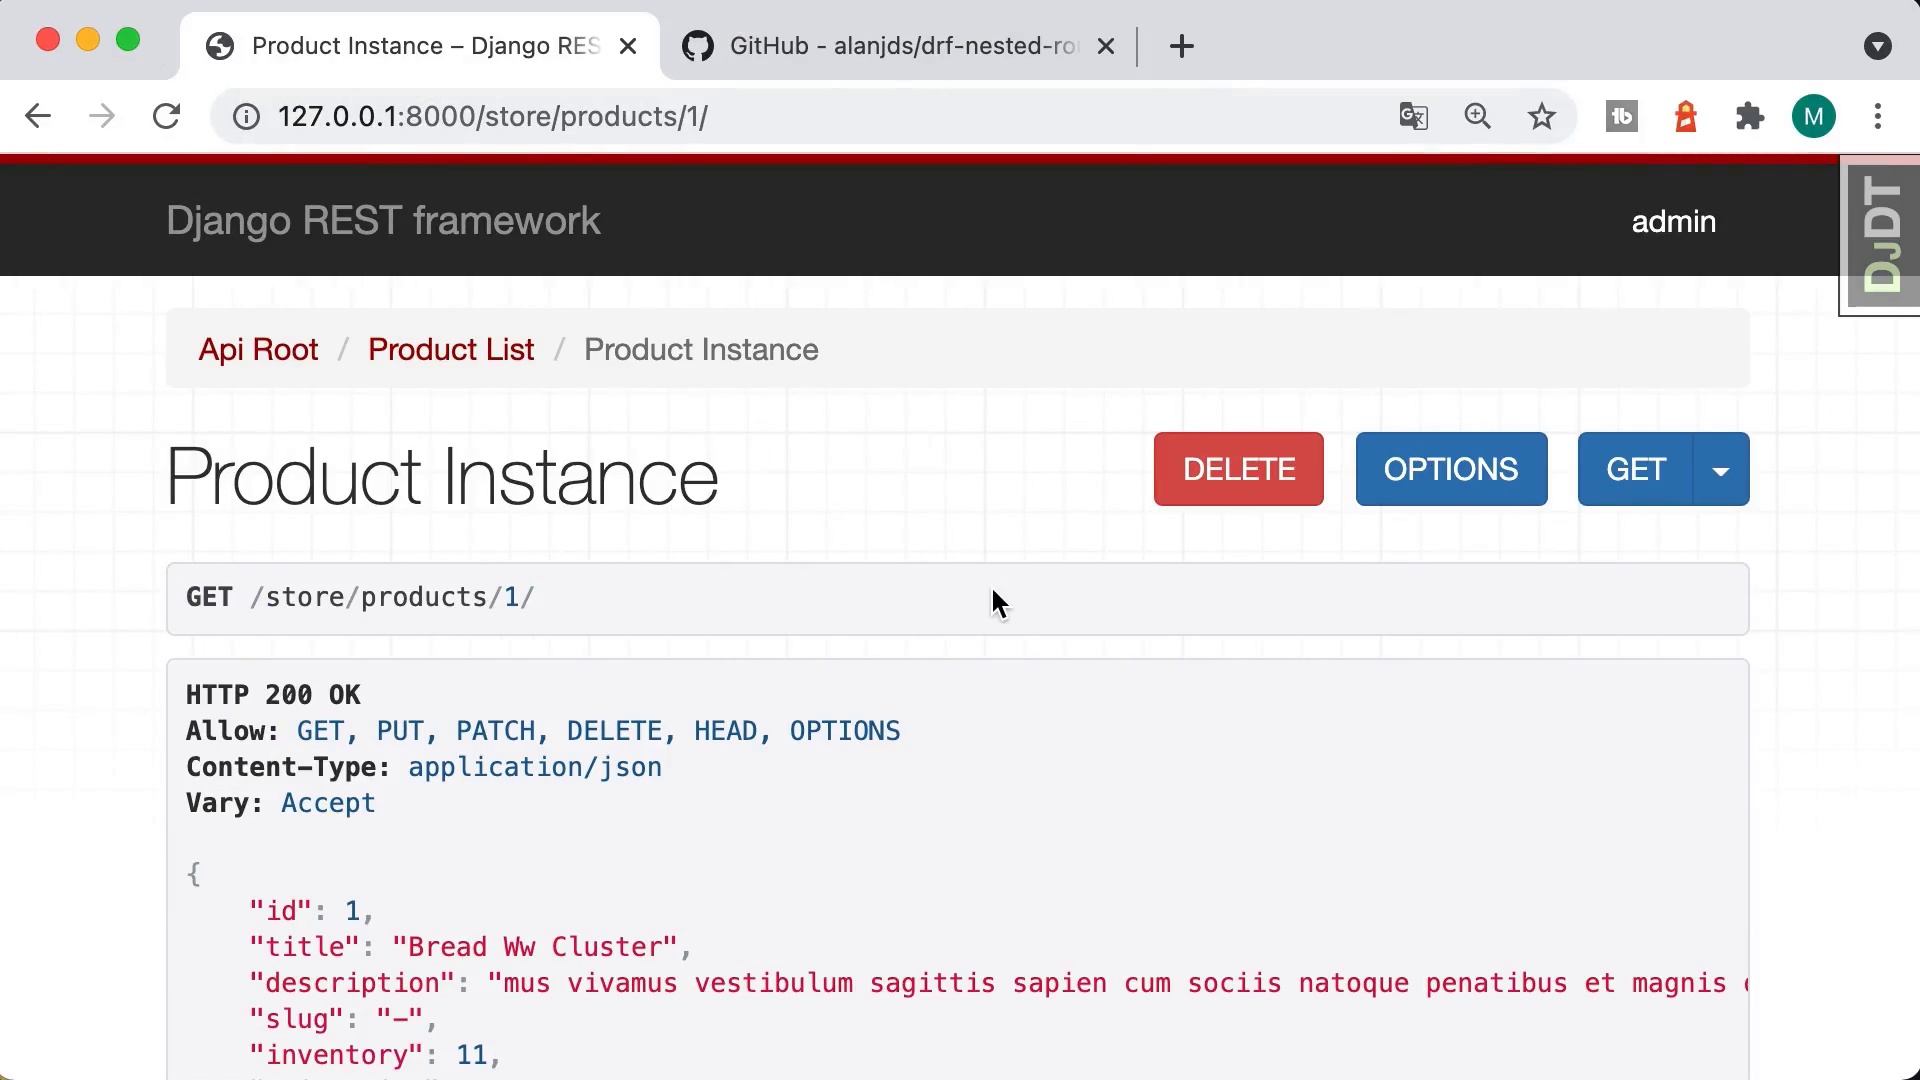 Product Instance – Django RES
GitHub - alanjds/drf-nested-ro
127.0.0.1:8000/store/products/1/
M
Django REST framework
admin
DJDT
Api Root / Product List / Product Instance
Product Instance
DELETE
OPTIONS
GET
GET /store/products/1/
HTTP 200 OK
Allow: GET, PUT, PATCH, DELETE, HEAD, OPTIONS
Content-Type: application/json
Vary: Accept
{
"id": 1,
"title": "Bread Ww Cluster",
"description": "mus vivamus vestibulum sagittis sapien cum sociis natoque penatibus et magnis
"slug": "-",
"inventory": 11,